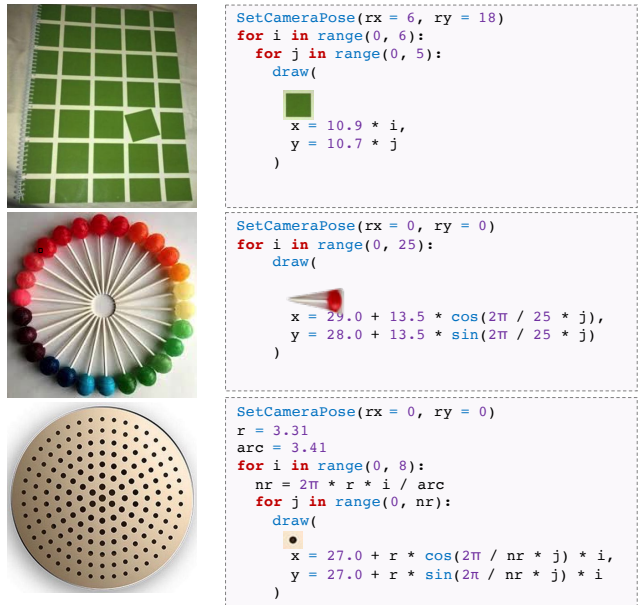 SetCameraPose(rx = 6, ry = 18)
for i in range(0, 6):
  for j in range(0, 5):
    draw(
      x = 10.9 * i,
      y = 10.7 * j
    )
SetCameraPose(rx = 0, ry = 0)
for i in range(0, 25):
    draw(
      x = 29.0 + 13.5 * cos(2π / 25 * j),
      y = 28.0 + 13.5 * sin(2π / 25 * j)
    )
SetCameraPose(rx = 0, ry = 0)
r = 3.31
arc = 3.41
for i in range(0, 8):
  nr = 2π * r * i / arc
  for j in range(0, nr):
    draw(
      x = 27.0 + r * cos(2π / nr * j) * i,
      y = 27.0 + r * sin(2π / nr * j) * i
    )